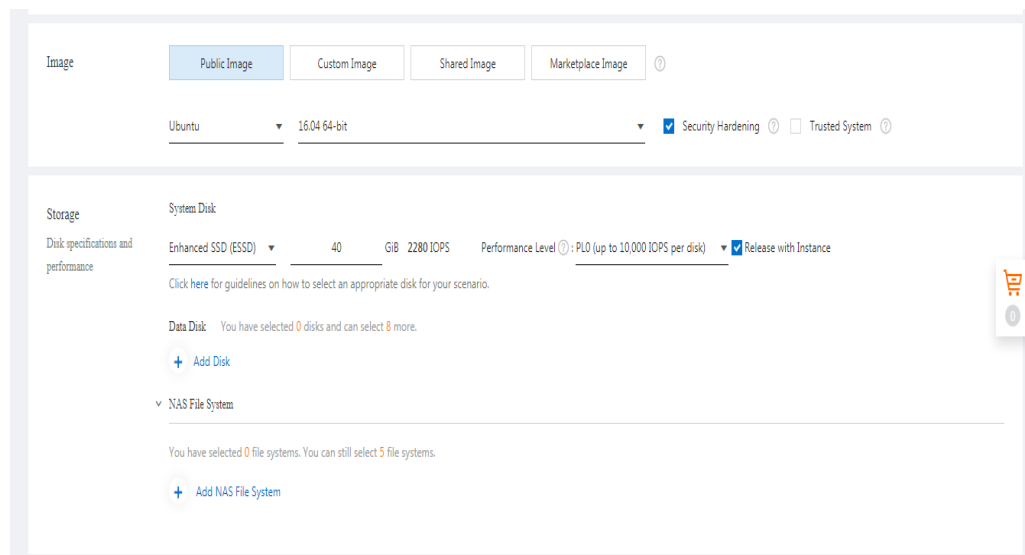 Image
Public Image Custom Image Shared Image Marketplace Image ?
Ubuntu 16.04 64-bit Security Hardening ? Trusted System ?
Storage
Disk specifications and
performance
System Disk
Enhanced SSD (ESSD) 40 GiB 2280 IOPS Performance Level ? : PL0 (up to 10,000 IOPS per disk) Release with Instance
Click here for guidelines on how to select an appropriate disk for your scenario.
Data Disk You have selected 0 disks and can select 8 more.
+ Add Disk
NAS File System
You have selected 0 file systems. You can still select 5 file systems.
+ Add NAS File System
0